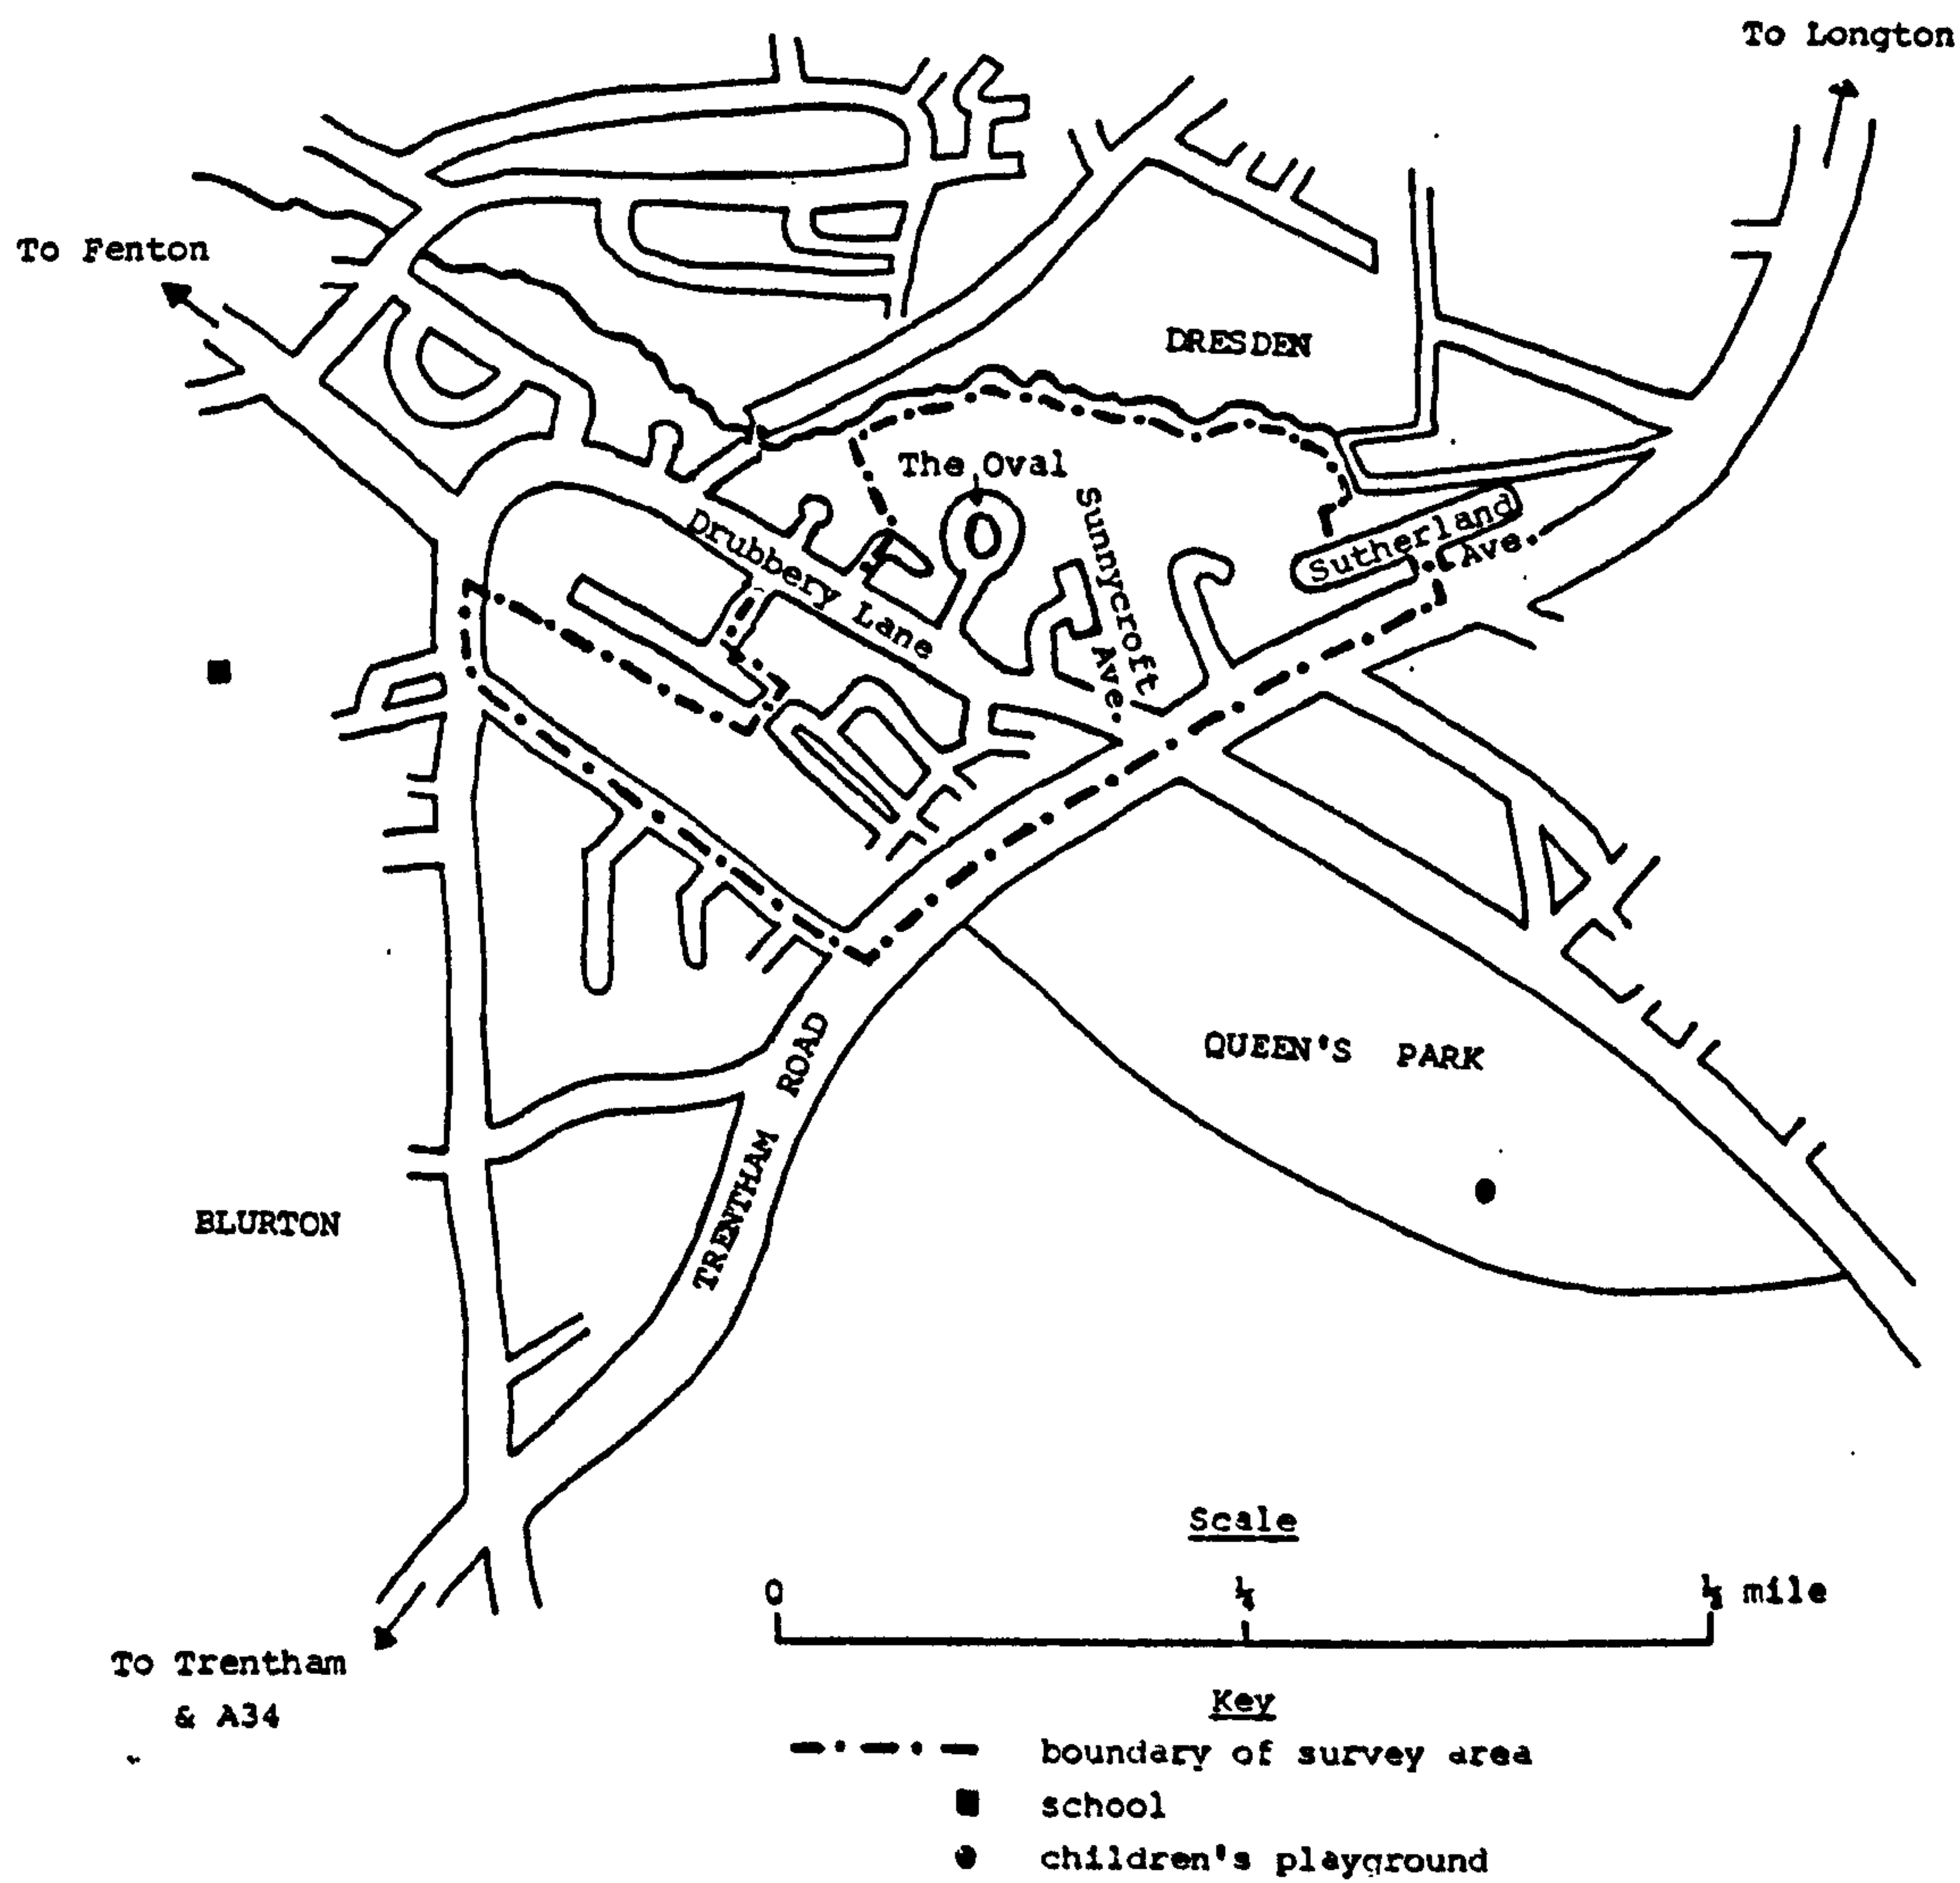 To Longton
To Fenton
DRESDEN
The Oval
Sunnycroft
Ave.
Sutherland
Ave.
Drubbery Lane
QUEEN'S PARK
TRENTHAM ROAD
BLURTON
Scale
0 ¼ ½ mile
To Trentham
& A34
Key
boundary of survey area
school
children's playground